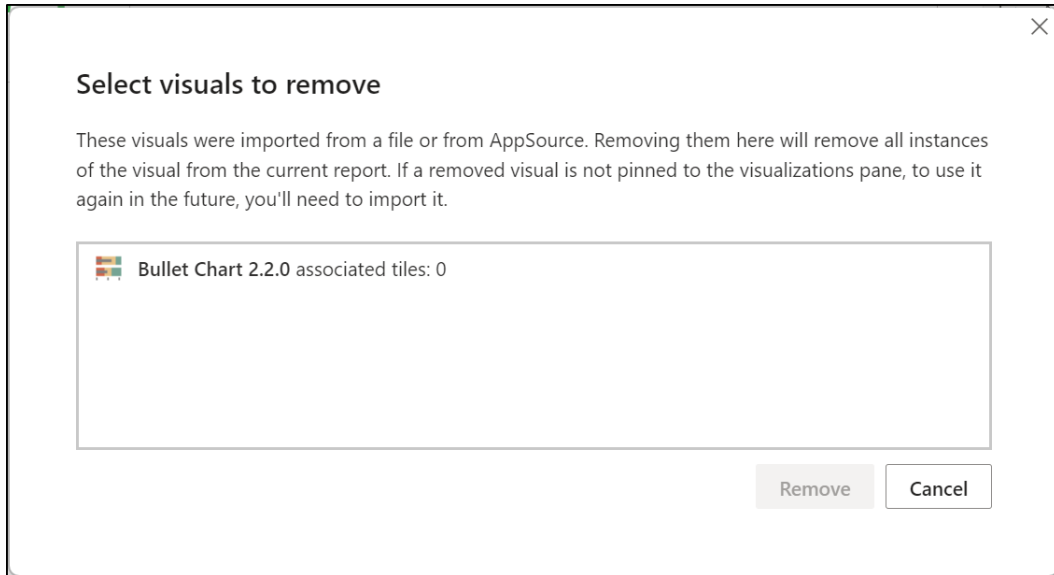 Select visuals to remove
These visuals were imported from a file or from AppSource. Removing them here will remove all instances
of the visual from the current report. If a removed visual is not pinned to the visualizations pane, to use it
again in the future, you'll need to import it.
Bullet Chart 2.2.0 associated tiles: 0
Remove Cancel